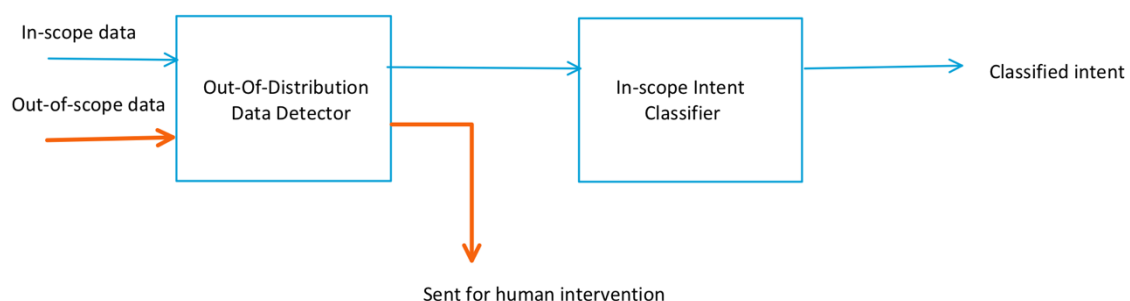 In-scope data
Out-of-scope data
Out-Of-Distribution
Data Detector
In-scope Intent
Classifier
Classified intent
Sent for human intervention